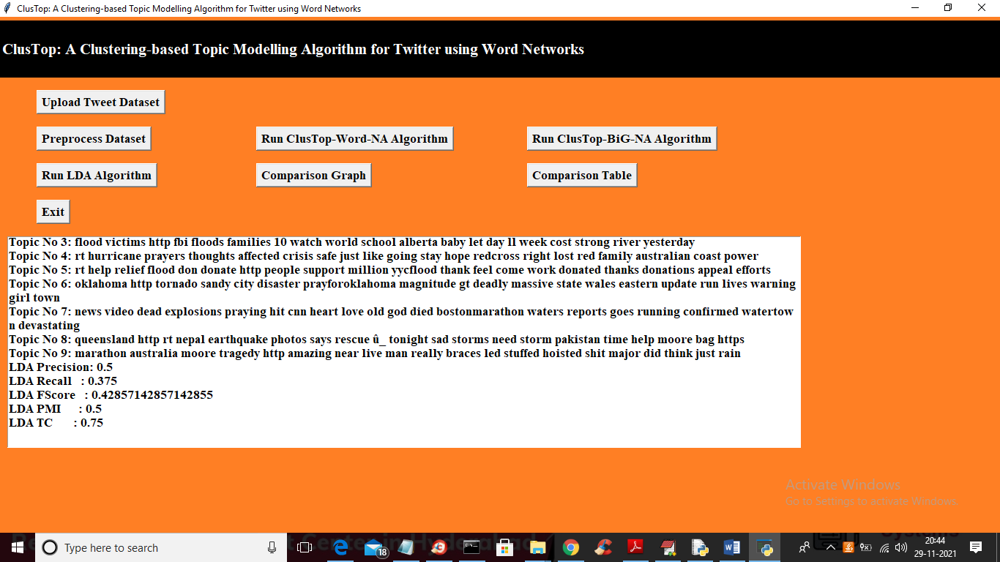 ClusTop: A Clustering-based Topic Modelling Algorithm for Twitter using Word Networks
ClusTop: A Clustering-based Topic Modelling Algorithm for Twitter using Word Networks
Upload Tweet Dataset
Preprocess Dataset
Run ClusTop-Word-NA Algorithm
Run ClusTop-BiG-NA Algorithm
Run LDA Algorithm
Comparison Graph
Comparison Table
Exit
Topic No 3: flood victims http fbi floods families 10 watch world school alberta baby let day ll week cost strong river yesterday
Topic No 4: rt hurricane prayers thoughts affected crisis safe just like going stay hope redcross right lost red family australian coast power
Topic No 5: rt help relief flood don donate http people support million yycflood thank feel come work donated thanks donations appeal efforts
Topic No 6: oklahoma http tornado sandy city disaster prayforoklahoma magnitude gt deadly massive state wales eastern update run lives warning
girl town
Topic No 7: news video dead explosions praying hit cnn heart love old god died bostonmarathon waters reports goes running confirmed watertow
n devastating
Topic No 8: queensland http rt nepal earthquake photos says rescue û_ tonight sad storms need storm pakistan time help moore bag https
Topic No 9: marathon australia moore tragedy http amazing near live man really braces led stuffed hoisted shit major did think just rain
LDA Precision: 0.5
LDA Recall : 0.375
LDA FScore : 0.42857142857142855
LDA PMI : 0.5
LDA TC : 0.75
Activate Windows
Go to Settings to activate Windows.
Type here to search
18
20:44
29-11-2021